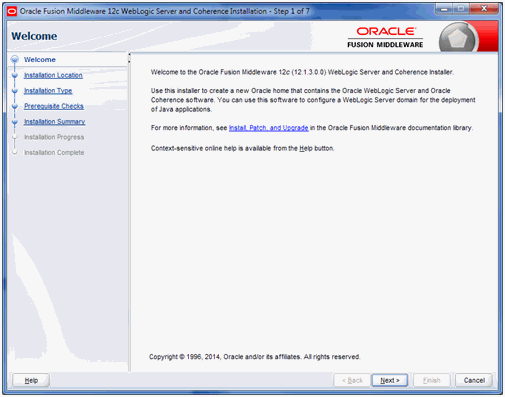 Oracle Fusion Middleware 12c WebLogic Server and Coherence Installation - Step 1 of 7
Welcome
ORACLE
FUSION MIDDLEWARE
Welcome
Installation Location
Installation Type
Prerequisite Checks
Installation Summary
Installation Progress
Installation Complete
Welcome to the Oracle Fusion Middleware 12c (12.1.3.0.0) WebLogic Server and Coherence Installer.
Use this installer to create a new Oracle home that contains the Oracle WebLogic Server and Oracle
Coherence software. You can use this software to configure a WebLogic Server domain for the deployment
of Java applications.
For more information, see Install, Patch, and Upgrade in the Oracle Fusion Middleware documentation library.
Context-sensitive online help is available from the Help button.
Copyright © 1996, 2014, Oracle and/or its affiliates. All rights reserved.
Help
< Back
Next >
Finish
Cancel